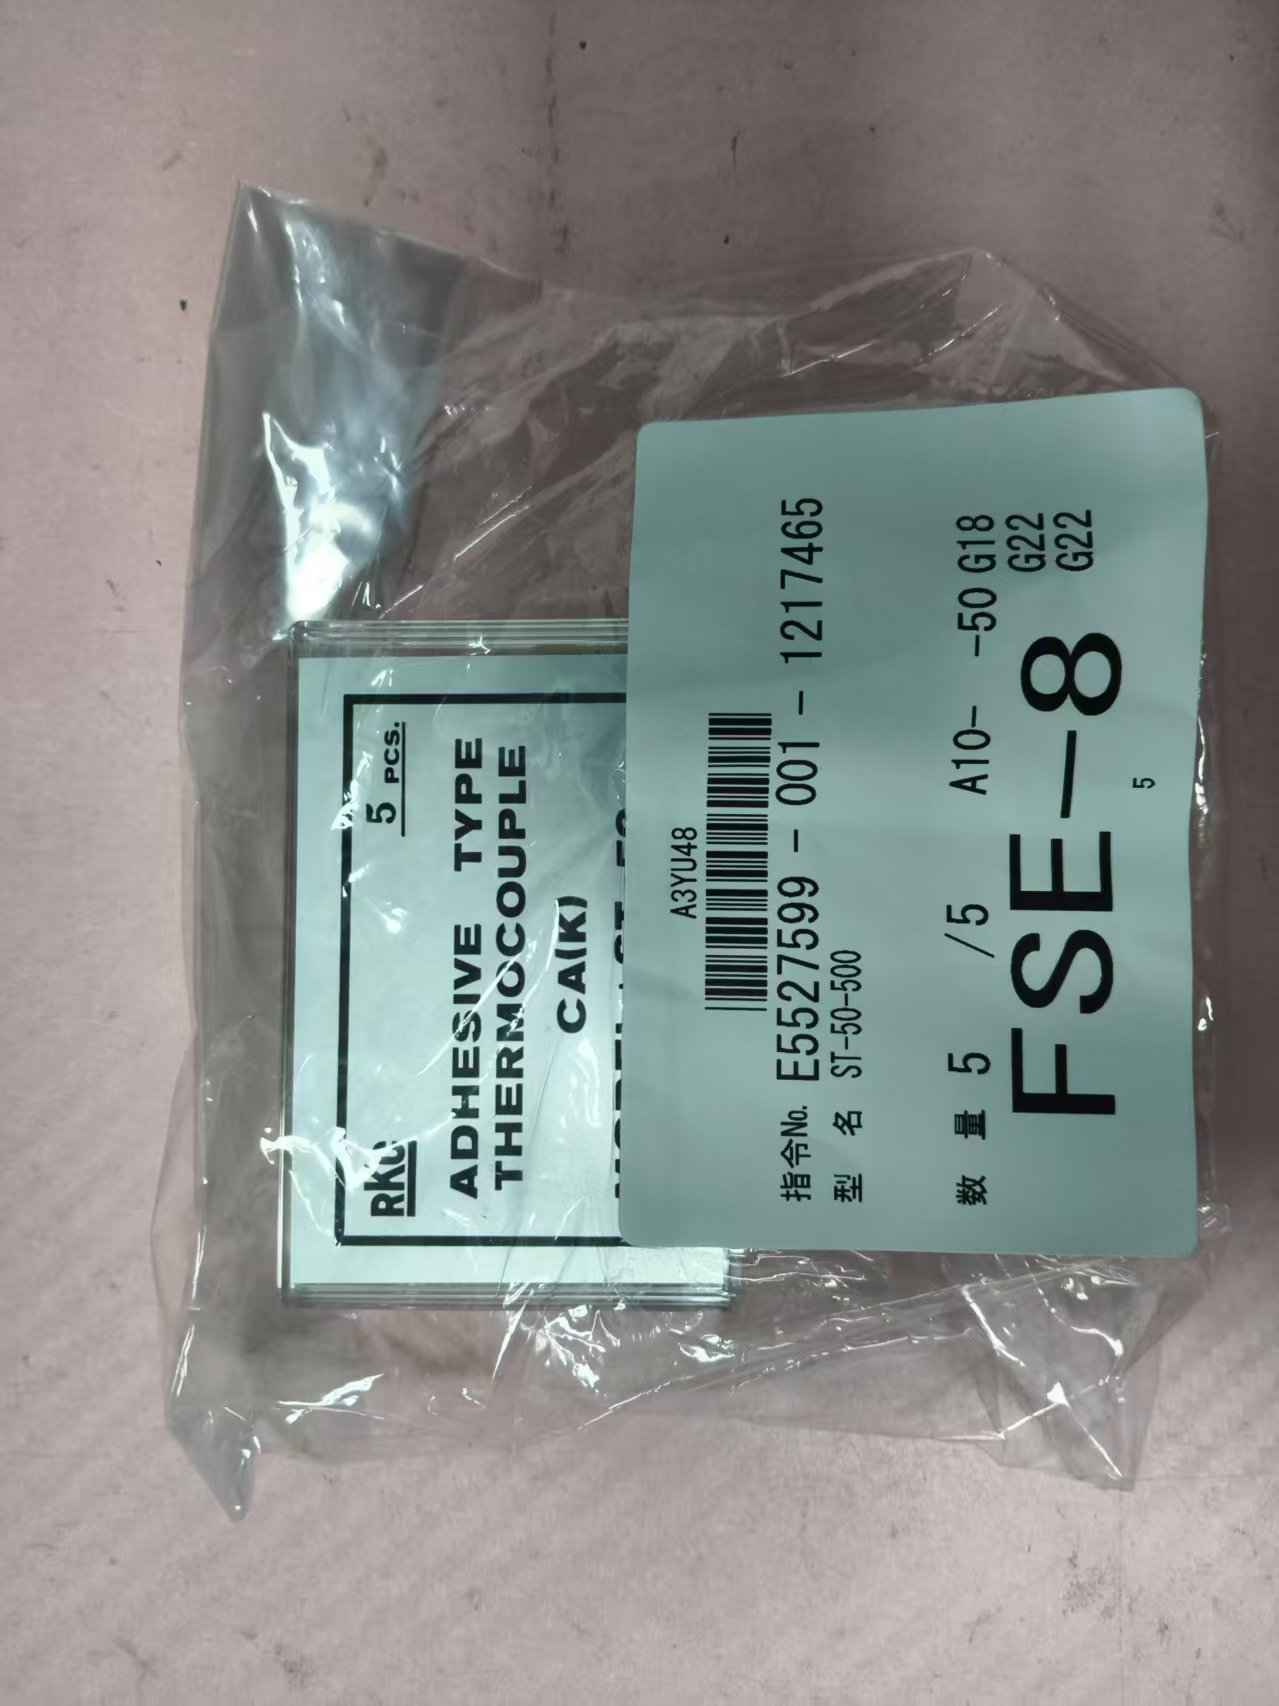 RKC
5 PCS.
ADHESIVE TYPE
THERMOCOUPLE
CA(K)
A3YU48
指令No. E5527599 - 001 - 1217465
型 名 ST-50-500
数 量 5 /5 A10- -50 G18
G22
FSE-8 G22
5